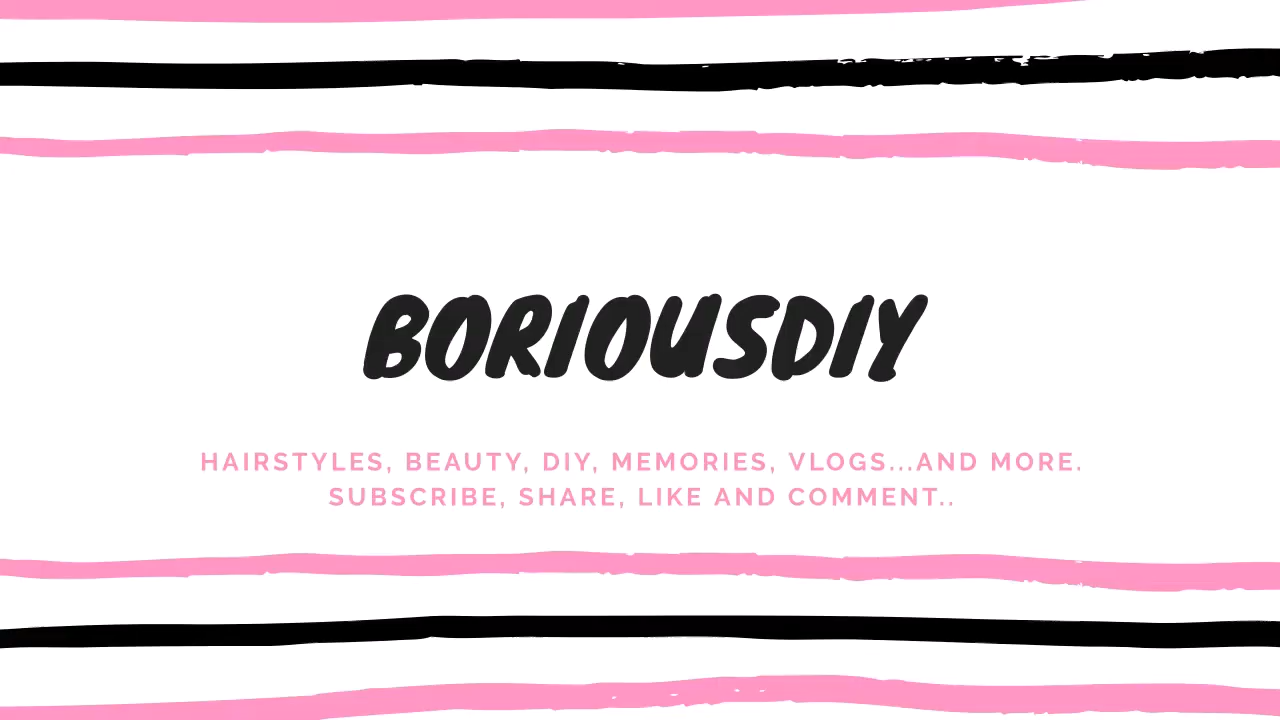 BORIOUSDIY
HAIRSTYLES, BEAUTY, DIY, MEMORIES, VLOGS...AND MORE.
SUBSCRIBE, SHARE, LIKE AND COMMENT..